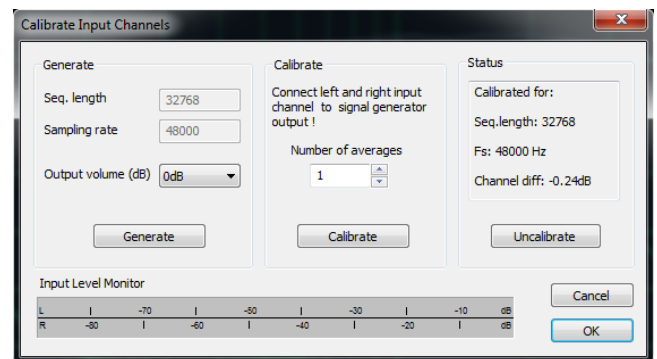 Calibrate Input Channels
Generate
Seq. length 32768
Sampling rate 48000
Output volume (dB) 0dB
Generate
Calibrate
Connect left and right input
channel to signal generator
output !
Number of averages
1
Calibrate
Status
Calibrated for:
Seq.length: 32768
Fs: 48000 Hz
Channel diff: -0.24dB
Uncalibrate
Input Level Monitor
L | -70 | -50 | -30 | -10 dB
R -80 | -60 | -40 | -20 | dB
Cancel
OK